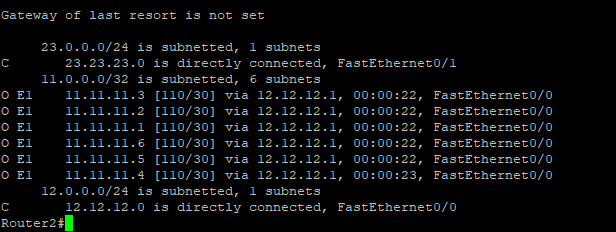 Gateway of last resort is not set
     23.0.0.0/24 is subnetted, 1 subnets
C       23.23.23.0 is directly connected, FastEthernet0/1
     11.0.0.0/32 is subnetted, 6 subnets
O E1    11.11.11.3 [110/30] via 12.12.12.1, 00:00:22, FastEthernet0/0
O E1    11.11.11.2 [110/30] via 12.12.12.1, 00:00:22, FastEthernet0/0
O E1    11.11.11.1 [110/30] via 12.12.12.1, 00:00:22, FastEthernet0/0
O E1    11.11.11.6 [110/30] via 12.12.12.1, 00:00:22, FastEthernet0/0
O E1    11.11.11.5 [110/30] via 12.12.12.1, 00:00:22, FastEthernet0/0
O E1    11.11.11.4 [110/30] via 12.12.12.1, 00:00:23, FastEthernet0/0
     12.0.0.0/24 is subnetted, 1 subnets
C       12.12.12.0 is directly connected, FastEthernet0/0
Router2#